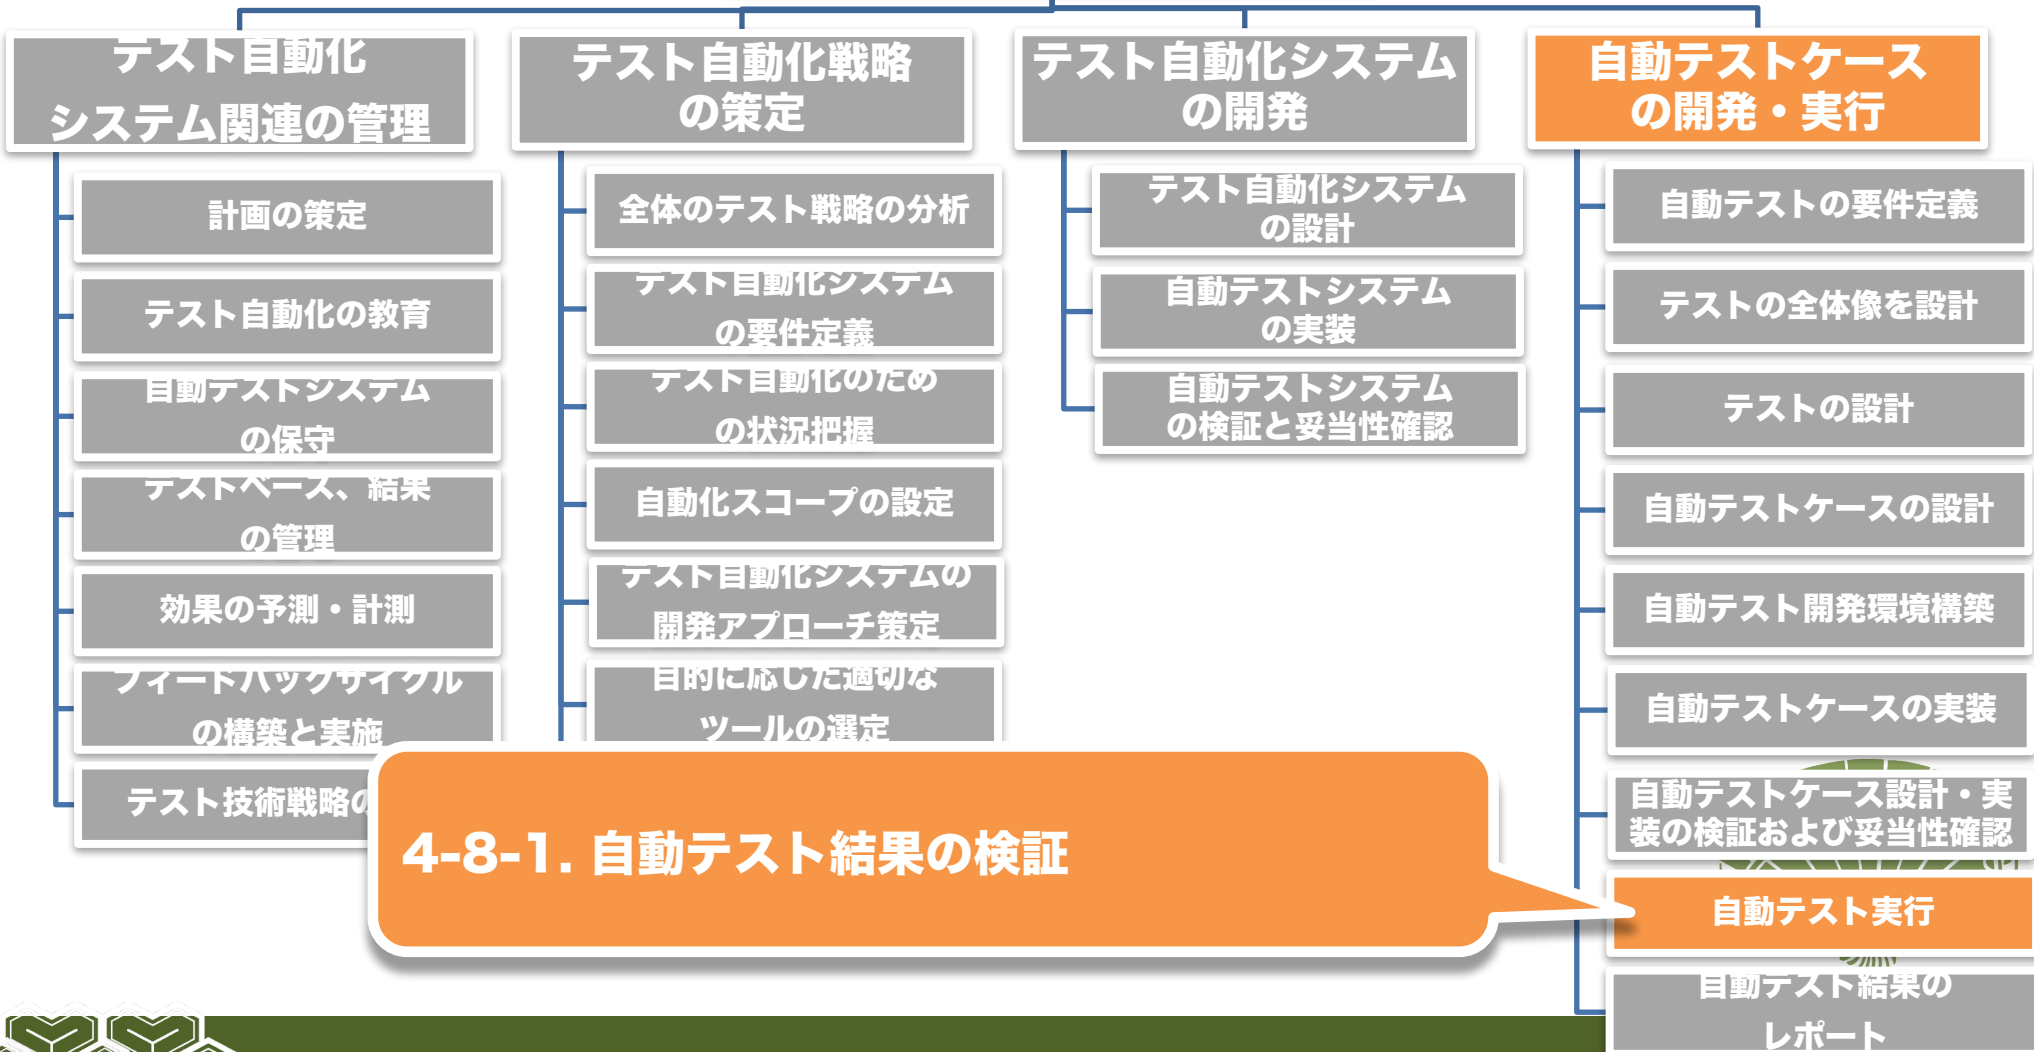 テスト自動化
システム関連の管理
計画の策定
テスト自動化の教育
自動テストシステム
の保守
テストベース、結果
の管理
効果の予測・計測
フィードバックサイクル
の構築と実施
テスト技術戦略の
テスト自動化戦略
の策定
全体のテスト戦略の分析
テスト自動化システム
の要件定義
テスト自動化のため
の状況把握
自動化スコープの設定
テスト自動化システムの
開発アプローチ策定
目的に応じた適切な
ツールの選定
テスト自動化システム
の開発
テスト自動化システム
の設計
自動テストシステム
の実装
自動テストシステム
の検証と妥当性確認
自動テストケース
の開発・実行
自動テストの要件定義
テストの全体像を設計
テストの設計
自動テストケースの設計
自動テスト開発環境構築
自動テストケースの実装
自動テストケース設計・実
装の検証および妥当性確認
自動テスト実行
自動テスト結果の
レポート
4-8-1. 自動テスト結果の検証